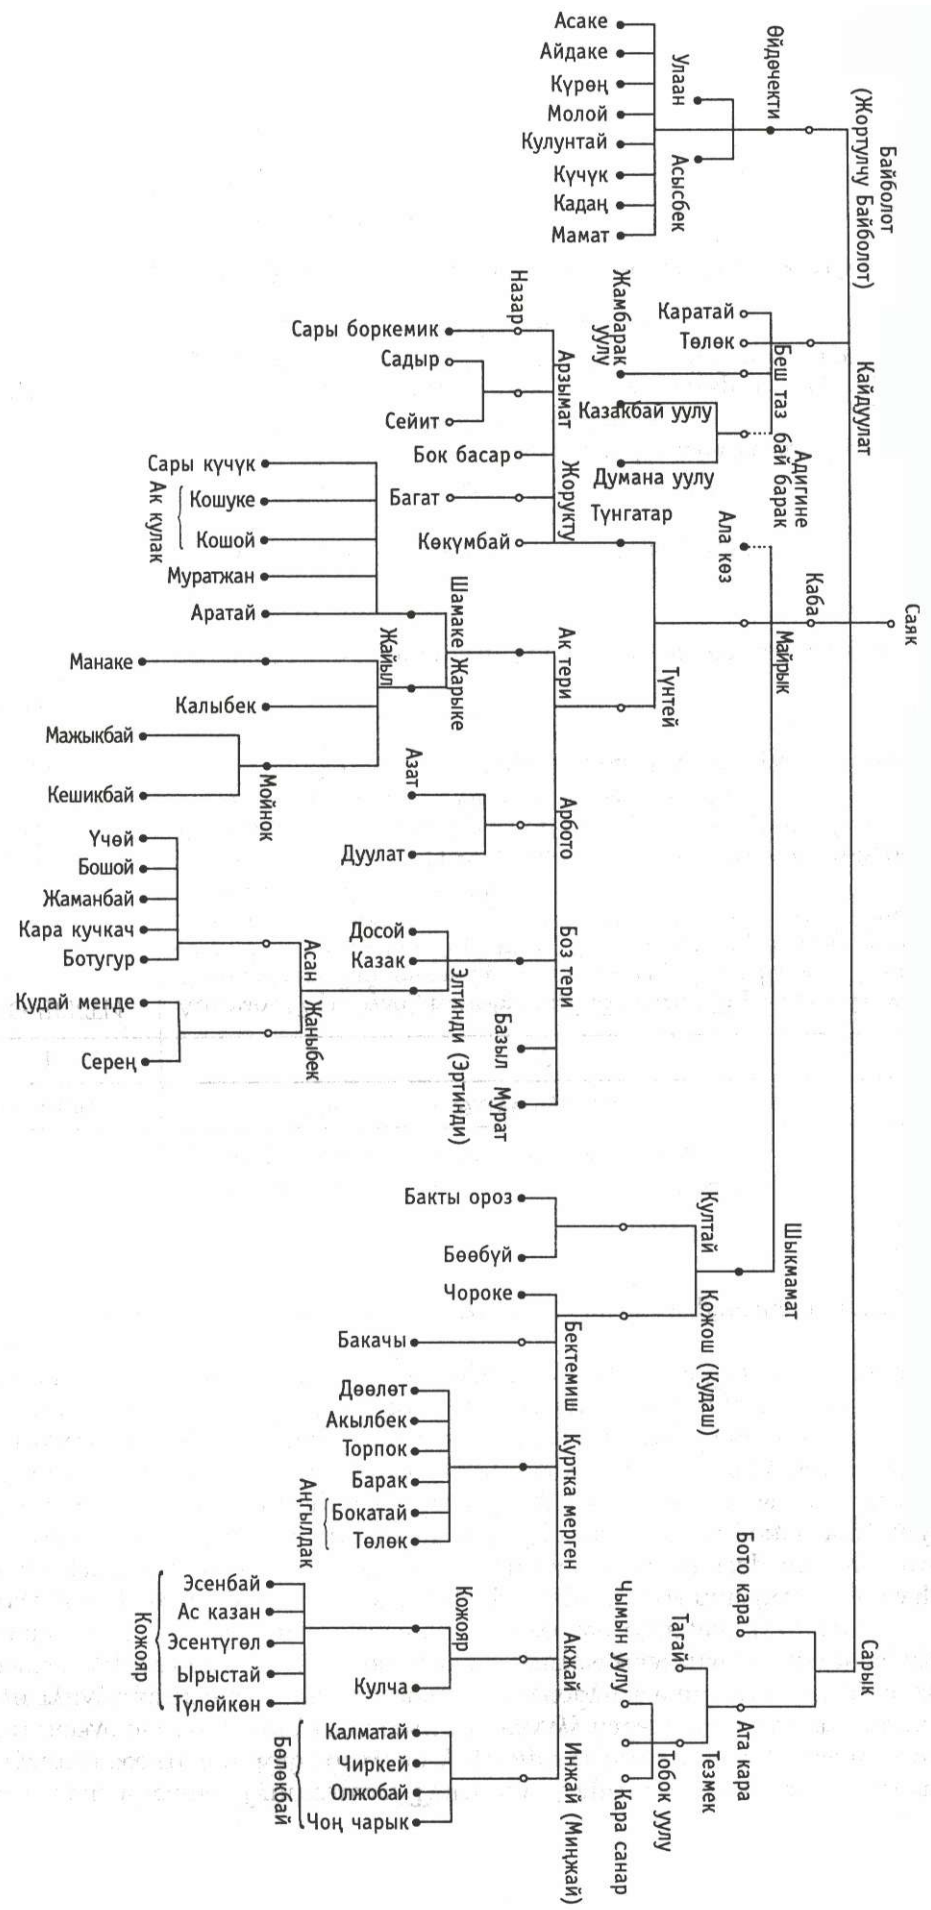 Саяк
Байболот
(Жортулчу Байболот)
Кайдуулат
Каба
Сарык
Өйдөчекти
Улаан
Асысбек
Асаке
Айдаке
Күрөң
Молой
Кулунтай
Күчүк
Кадаң
Мамат
Каратай
Төлөк
Беш таз
Жамбарак
уулу
Адигине
бай барак
Казакбай уулу
Думана уулу
Ала көз
Майрык
Шыкмамат
Түнгатар
Түнтей
Назар
Сары боркемик
Арзымат
Садыр
Сейит
Бок басар
Жорукту
Багат
Көкүмбай
Ак тери
Арбото
Боз тери
Базыл
Мурат
Шамаке
Жарыке
Сары күчүк
Кошуке
Кошой
Ак кулак
Муратжан
Аратай
Жайыл
Манаке
Калыбек
Мойнок
Мажыкбай
Кешикбай
Азат
Дуулат
Досой
Казак
Элтинди (Эртинди)
Асан
Жаныбек
Үчөй
Бошой
Жаманбай
Кара кучкач
Ботугур
Кудай менде
Серең
Култай
Кожош (Кудаш)
Бакты ороз
Бөөбүй
Чороке
Бектемиш
Бакачы
Куртка мерген
Дөөлөт
Акылбек
Торпок
Барак
Бокатай
Төлөк
Аңгылдак
Акжай
Кожояр
Кулча
Эсенбай
Ас казан
Эсентүгөл
Ырыстай
Түлөйкөн
Кожояр
Инжай (Миңжай)
Калматай
Чиркей
Олжобай
Чоң чарык
Бөлөкбай
Бото кара
Ата кара
Тагай
Тезмек
Чымын уулу
Тобок уулу
Кара санар